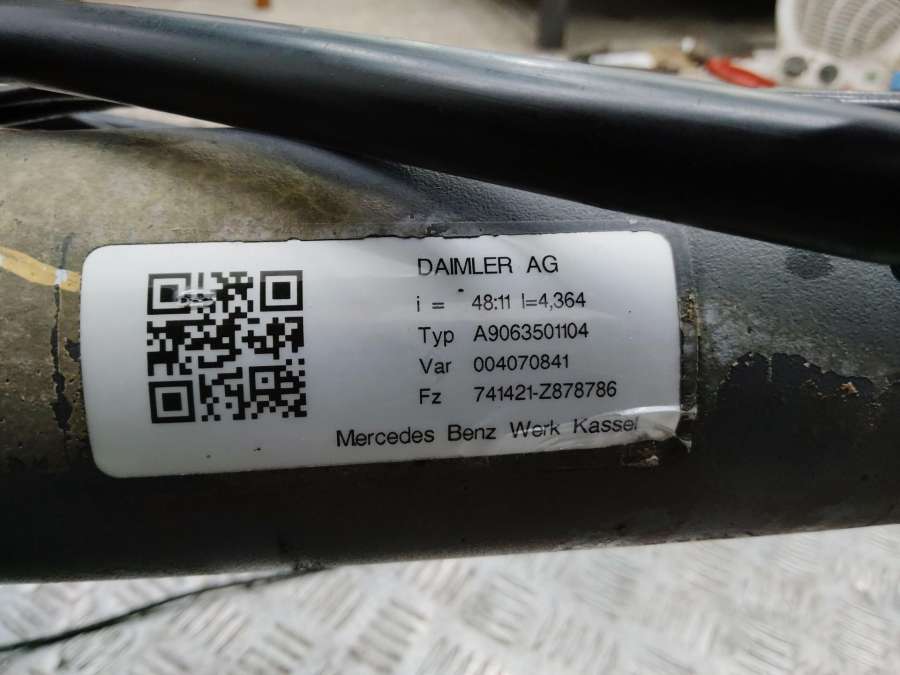 DAIMLER AG
i = 48:11 I=4,364
Typ A9063501104
Var 004070841
Fz 741421-Z878786
Mercedes Benz Werk Kassel